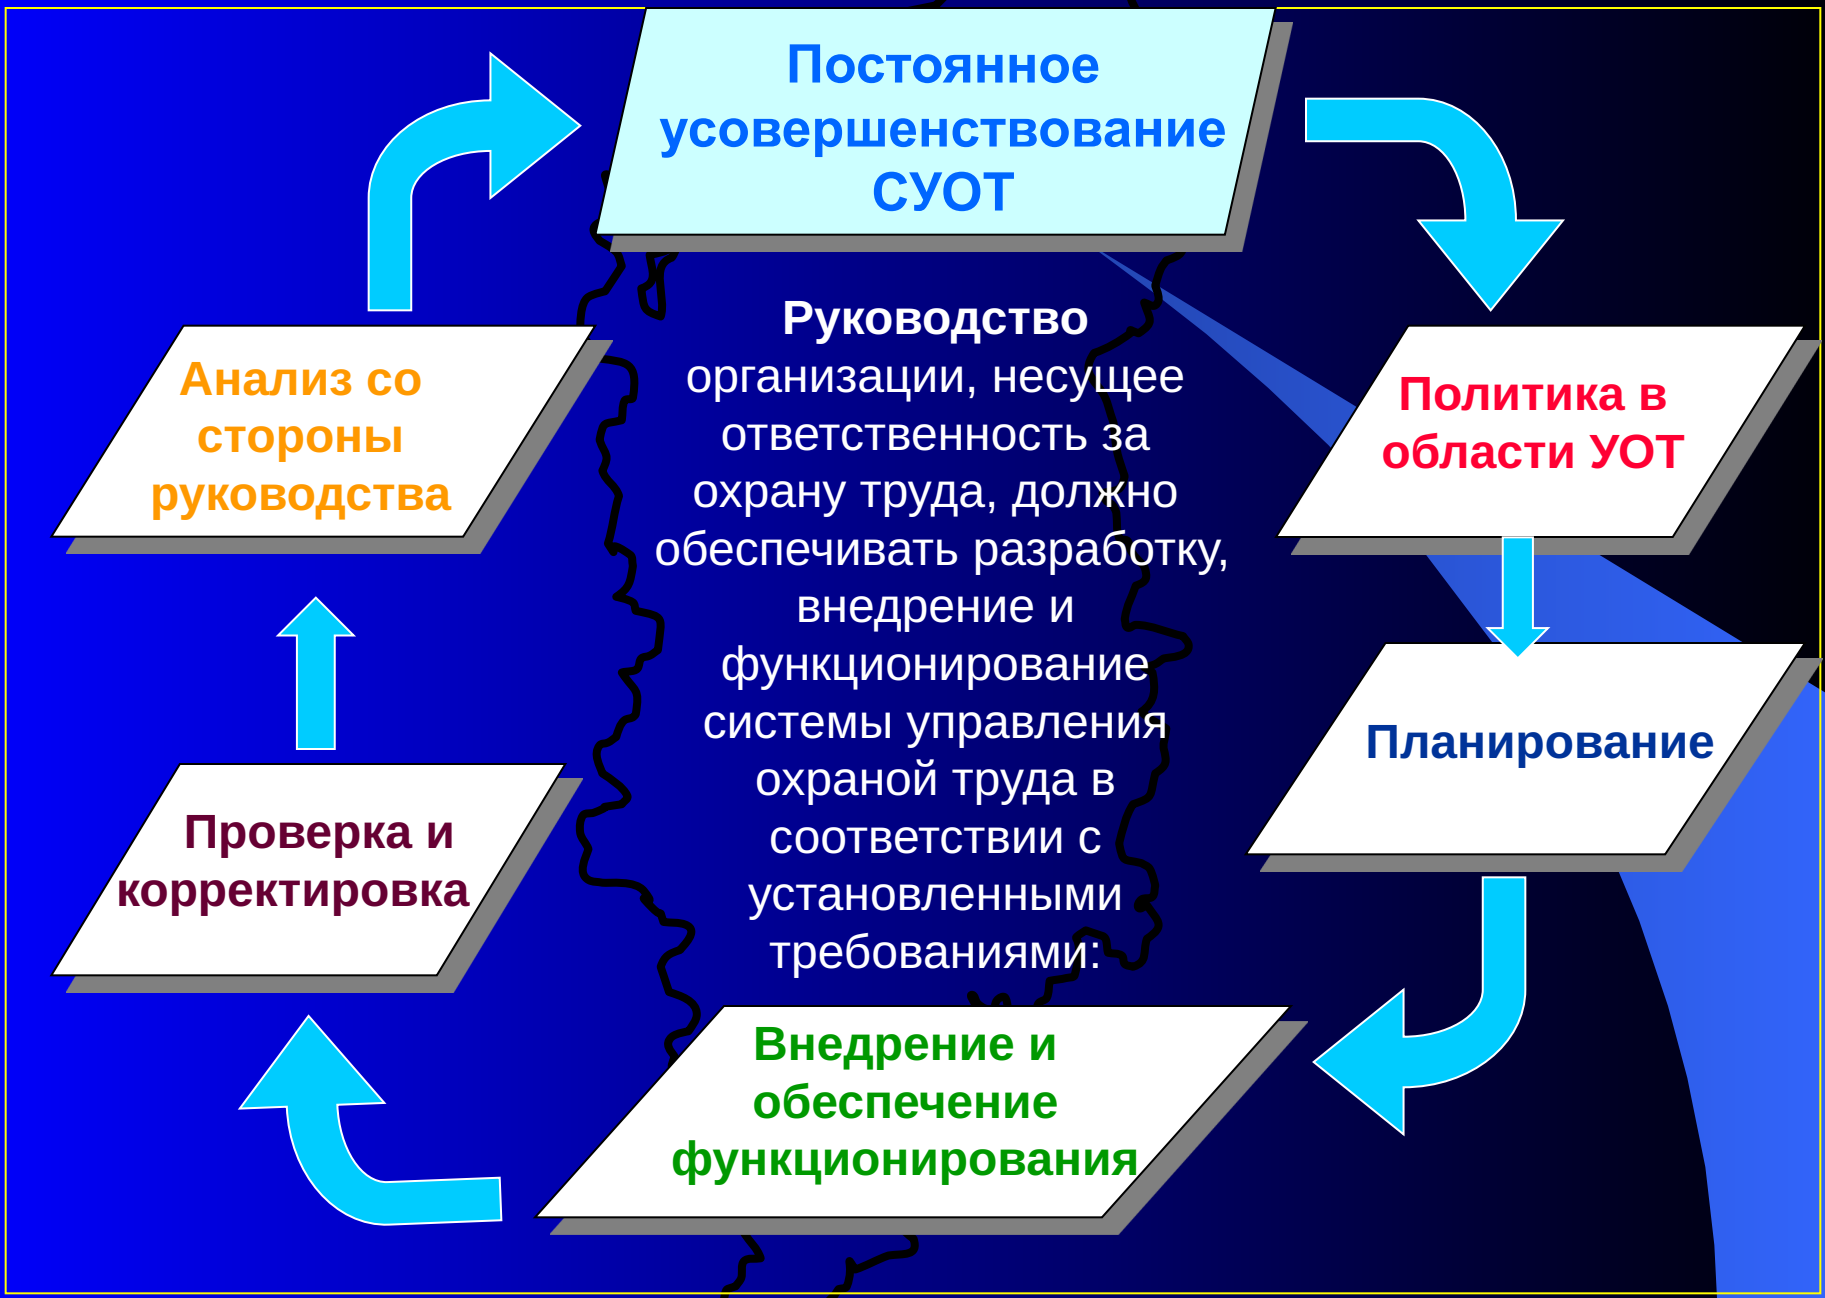 Постоянное
усовершенствование
СУОТ
Руководство
организации, несущее
ответственность за
охрану труда, должно
обеспечивать разработку,
внедрение и
функционирование
системы управления
охраной труда в
соответствии с
установленными
требованиями:
Политика в
области УОТ
Планирование
Внедрение и
обеспечение
функционирования
Проверка и
корректировка
Анализ со
стороны
руководства